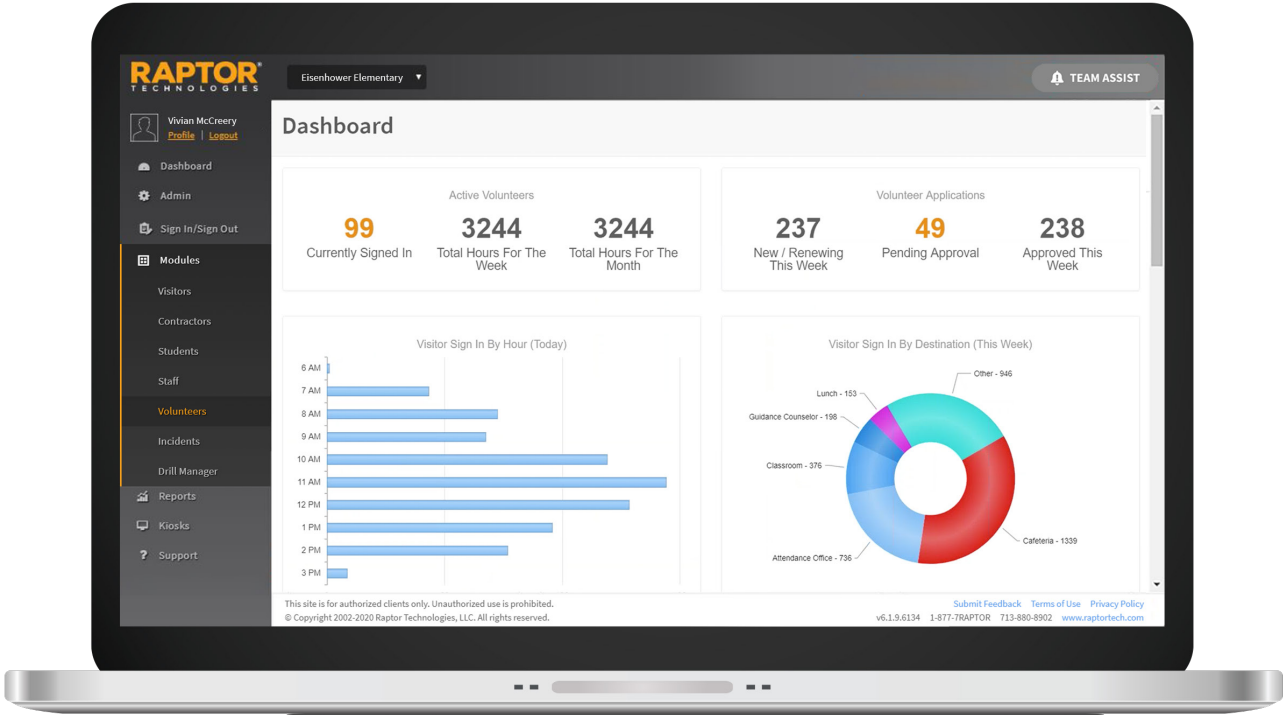 RAPTOR®
TECHNOLOGIES
Eisenhower Elementary
TEAM ASSIST
Vivian McCreery
Profile | Logout
Dashboard
Admin
Sign In/Sign Out
Modules
Visitors
Contractors
Students
Staff
Volunteers
Incidents
Drill Manager
Reports
Kiosks
? Support
Dashboard
Active Volunteers
99
Currently Signed In
3244
Total Hours For The
Week
3244
Total Hours For The
Month
Volunteer Applications
237
New / Renewing
This Week
49
Pending Approval
238
Approved This
Week
Visitor Sign In By Hour (Today)
6 AM
7 AM
8 AM
9 AM
10 AM
11 AM
12 PM
1 PM
2 PM
3 PM
Visitor Sign In By Destination (This Week)
Other - 946
Lunch - 153
Guidance Counselor - 198
Classroom - 376
Attendance Office - 736
Cafeteria - 1339
This site is for authorized clients only. Unauthorized use is prohibited.
© Copyright 2002-2020 Raptor Technologies, LLC. All rights reserved.
Submit Feedback Terms of Use Privacy Policy
v6.1.9.6134 1-877-7RAPTOR 713-880-8902 www.raptortech.com